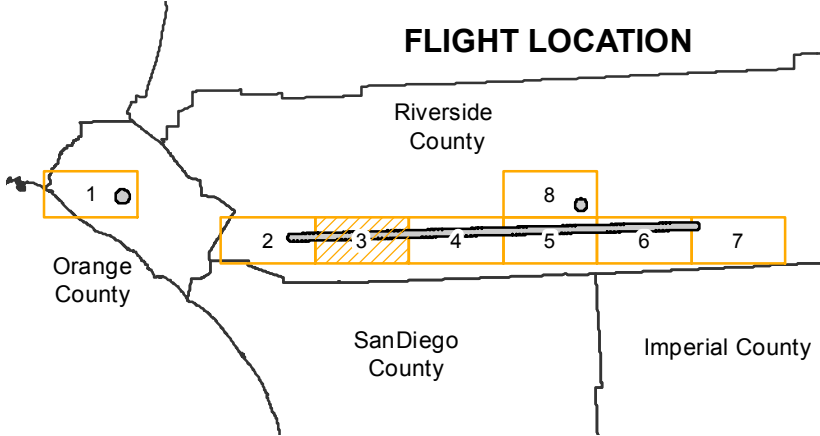 FLIGHT LOCATION
Riverside
County
1
8
2
3
4
5
6
7
Orange
County
SanDiego
County
Imperial County